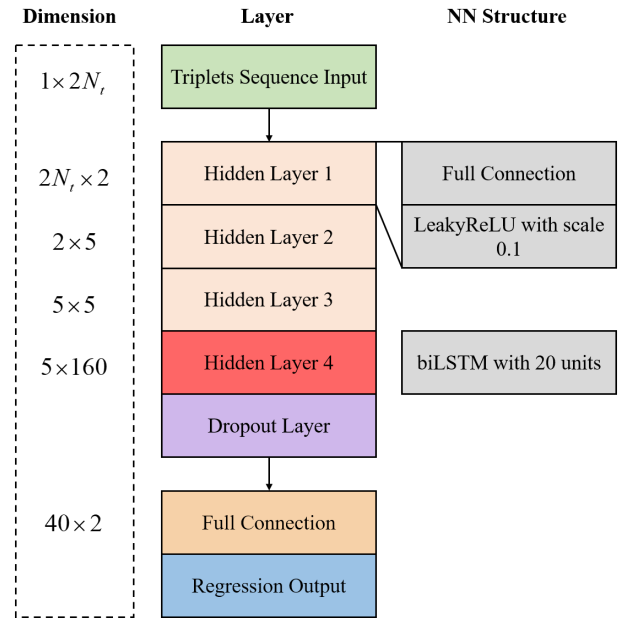 Dimension Layer NN Structure
1 × 2N_t Triplets Sequence Input
2N_t × 2 Hidden Layer 1 Full Connection
2 × 5 Hidden Layer 2 LeakyReLU with scale
0.1
5 × 5 Hidden Layer 3
5 × 160 Hidden Layer 4 biLSTM with 20 units
Dropout Layer
40 × 2 Full Connection
Regression Output